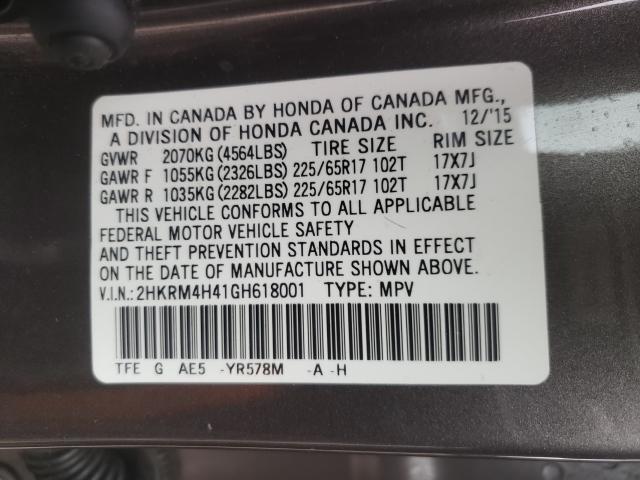 MFD. IN CANADA BY HONDA OF CANADA MFG.,
A DIVISION OF HONDA CANADA INC. 12/'15
GVWR 2070KG (4564LBS) TIRE SIZE RIM SIZE
GAWR F 1055KG (2326LBS) 225/65R17 102T 17X7J
GAWR R 1035KG (2282LBS) 225/65R17 102T 17X7J
THIS VEHICLE CONFORMS TO ALL APPLICABLE
FEDERAL MOTOR VEHICLE SAFETY
AND THEFT PREVENTION STANDARDS IN EFFECT
ON THE DATE OF MANUFACTURE SHOWN ABOVE.
V.I.N.:2HKRM4H41GH618001 TYPE: MPV
TFE G AE5 -YR578M -A -H